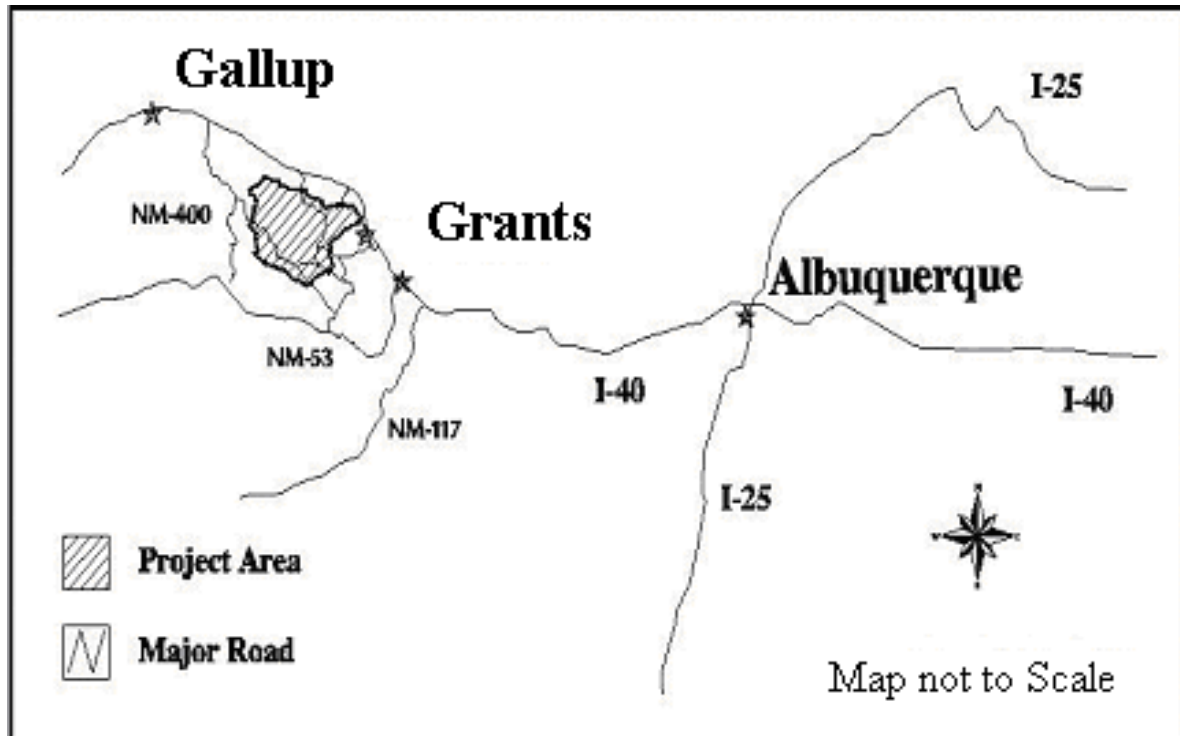 Gallup
I-25
NM-400
Grants
Albuquerque
NM-53
I-40
I-40
NM-117
I-25
Project Area
Major Road
Map not to Scale